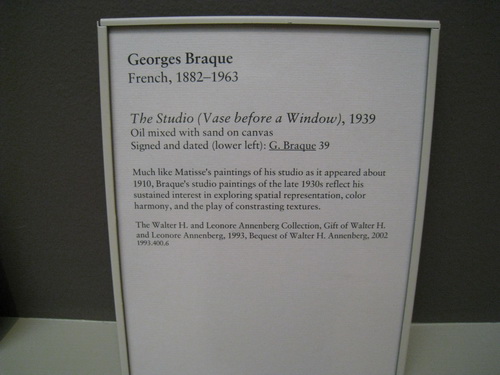 Georges Braque
French, 1882–1963
The Studio (Vase before a Window), 1939
Oil mixed with sand on canvas
Signed and dated (lower left): G. Braque 39
Much like Matisse's paintings of his studio as it appeared about
1910, Braque's studio paintings of the late 1930s reflect his
sustained interest in exploring spatial representation, color
harmony, and the play of constrasting textures.
The Walter H. and Leonore Annenberg Collection, Gift of Walter H.
and Leonore Annenberg, 1993, Bequest of Walter H. Annenberg, 2002
1993.400.6